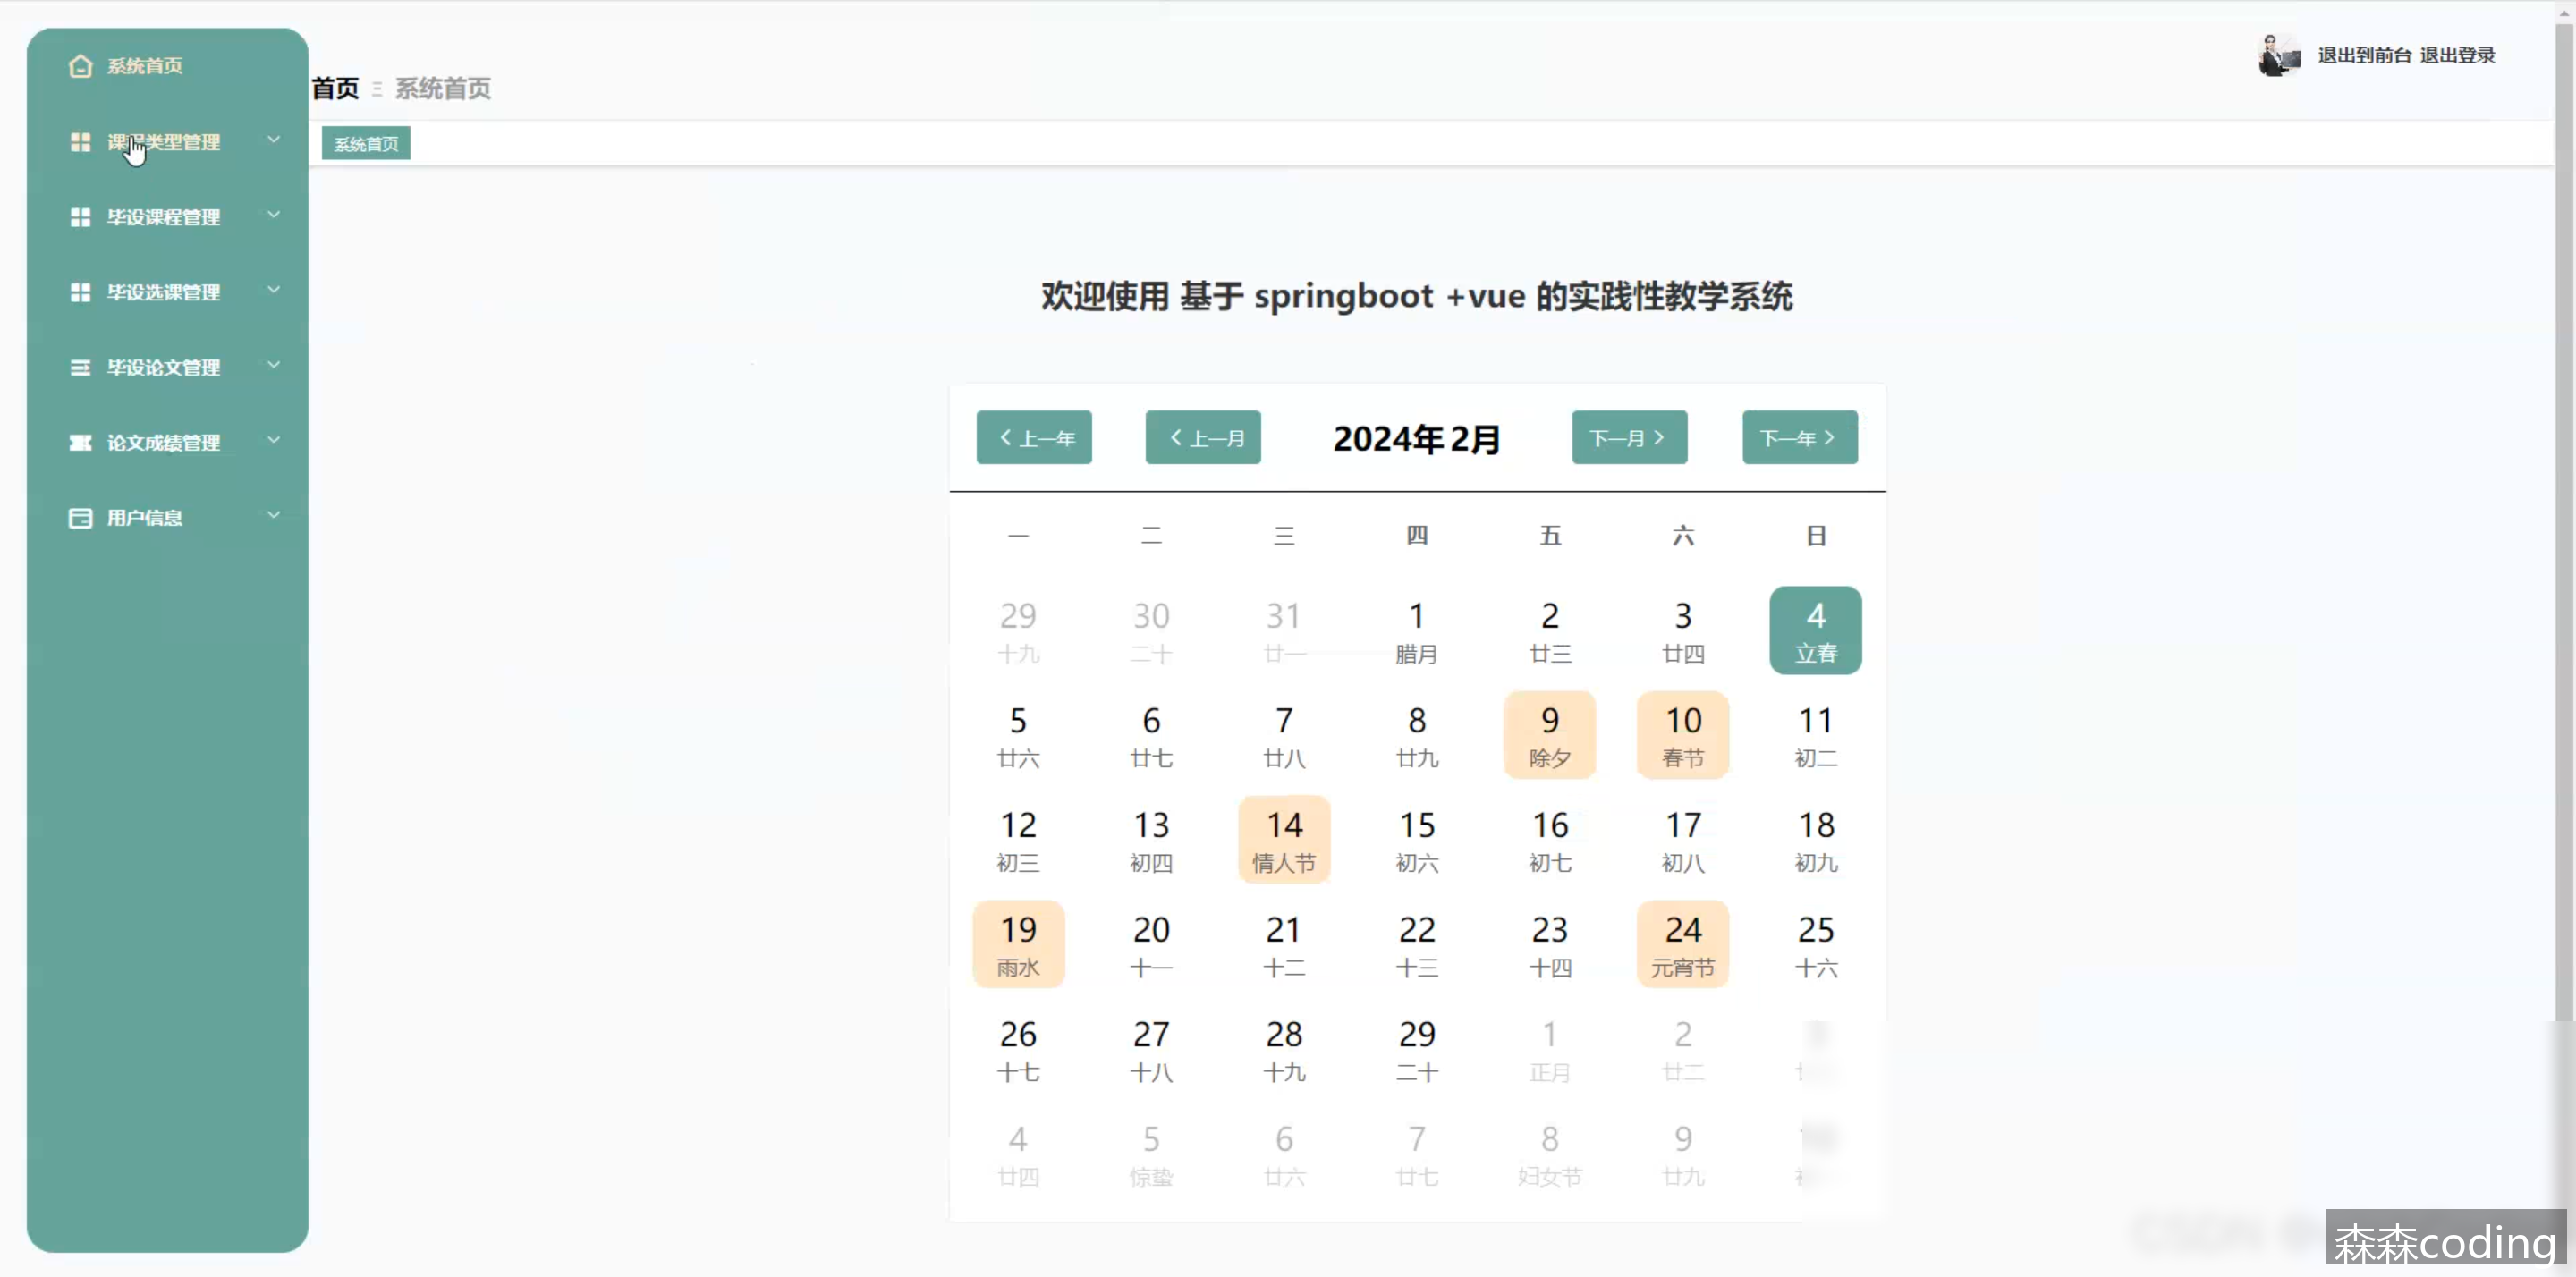 系统首页
课程类型管理
毕设课程管理
毕设选课管理
毕设论文管理
论文成绩管理
用户信息
首页 系统首页
退出到前台 退出登录
系统首页
欢迎使用 基于 springboot +vue 的实践性教学系统
上一年 上一月 2024年 2月 下一月 下一年
一 二 三 四 五 六 日
29 30 31 1 2 3 4
十九 二十 廿一 腊月 廿三 廿四 立春
5 6 7 8 9 10 11
廿六 廿七 廿八 廿九 除夕 春节 初二
12 13 14 15 16 17 18
初三 初四 情人节 初六 初七 初八 初九
19 20 21 22 23 24 25
雨水 十一 十二 十三 十四 元宵节 十六
26 27 28 29 1 2
十七 十八 十九 二十 正月 廿二
4 5 6 7 8 9
廿四 惊蛰 廿六 廿七 妇女节 廿九
森森coding